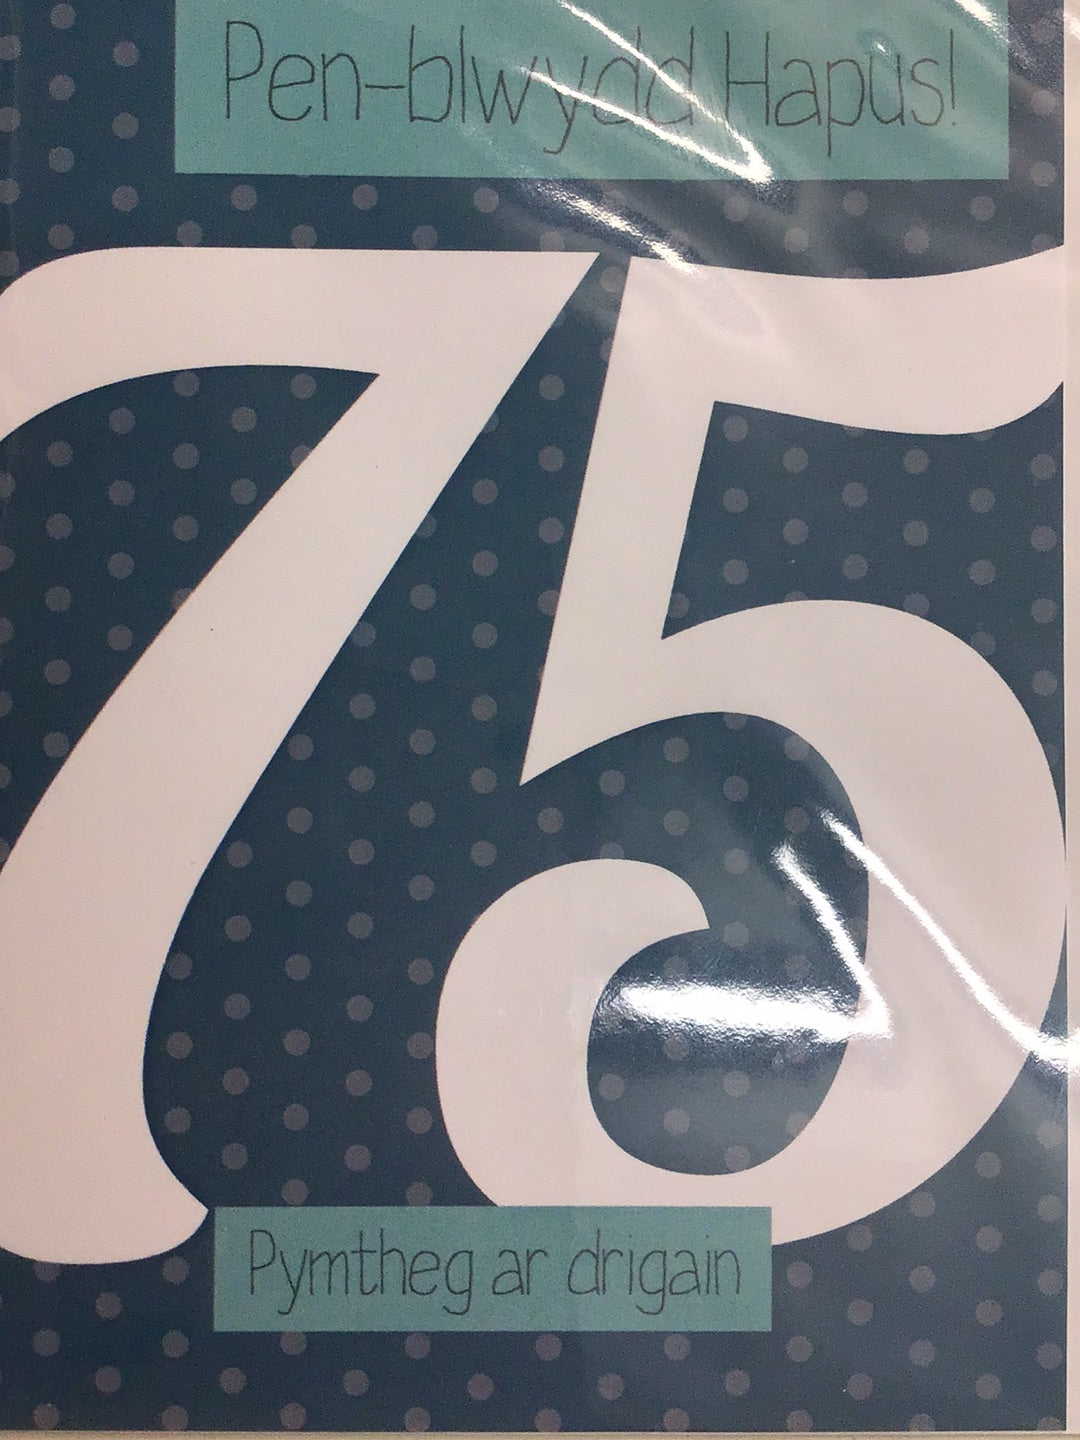 Pen-blwydd Hapus!
75
Pymtheg ar drigain